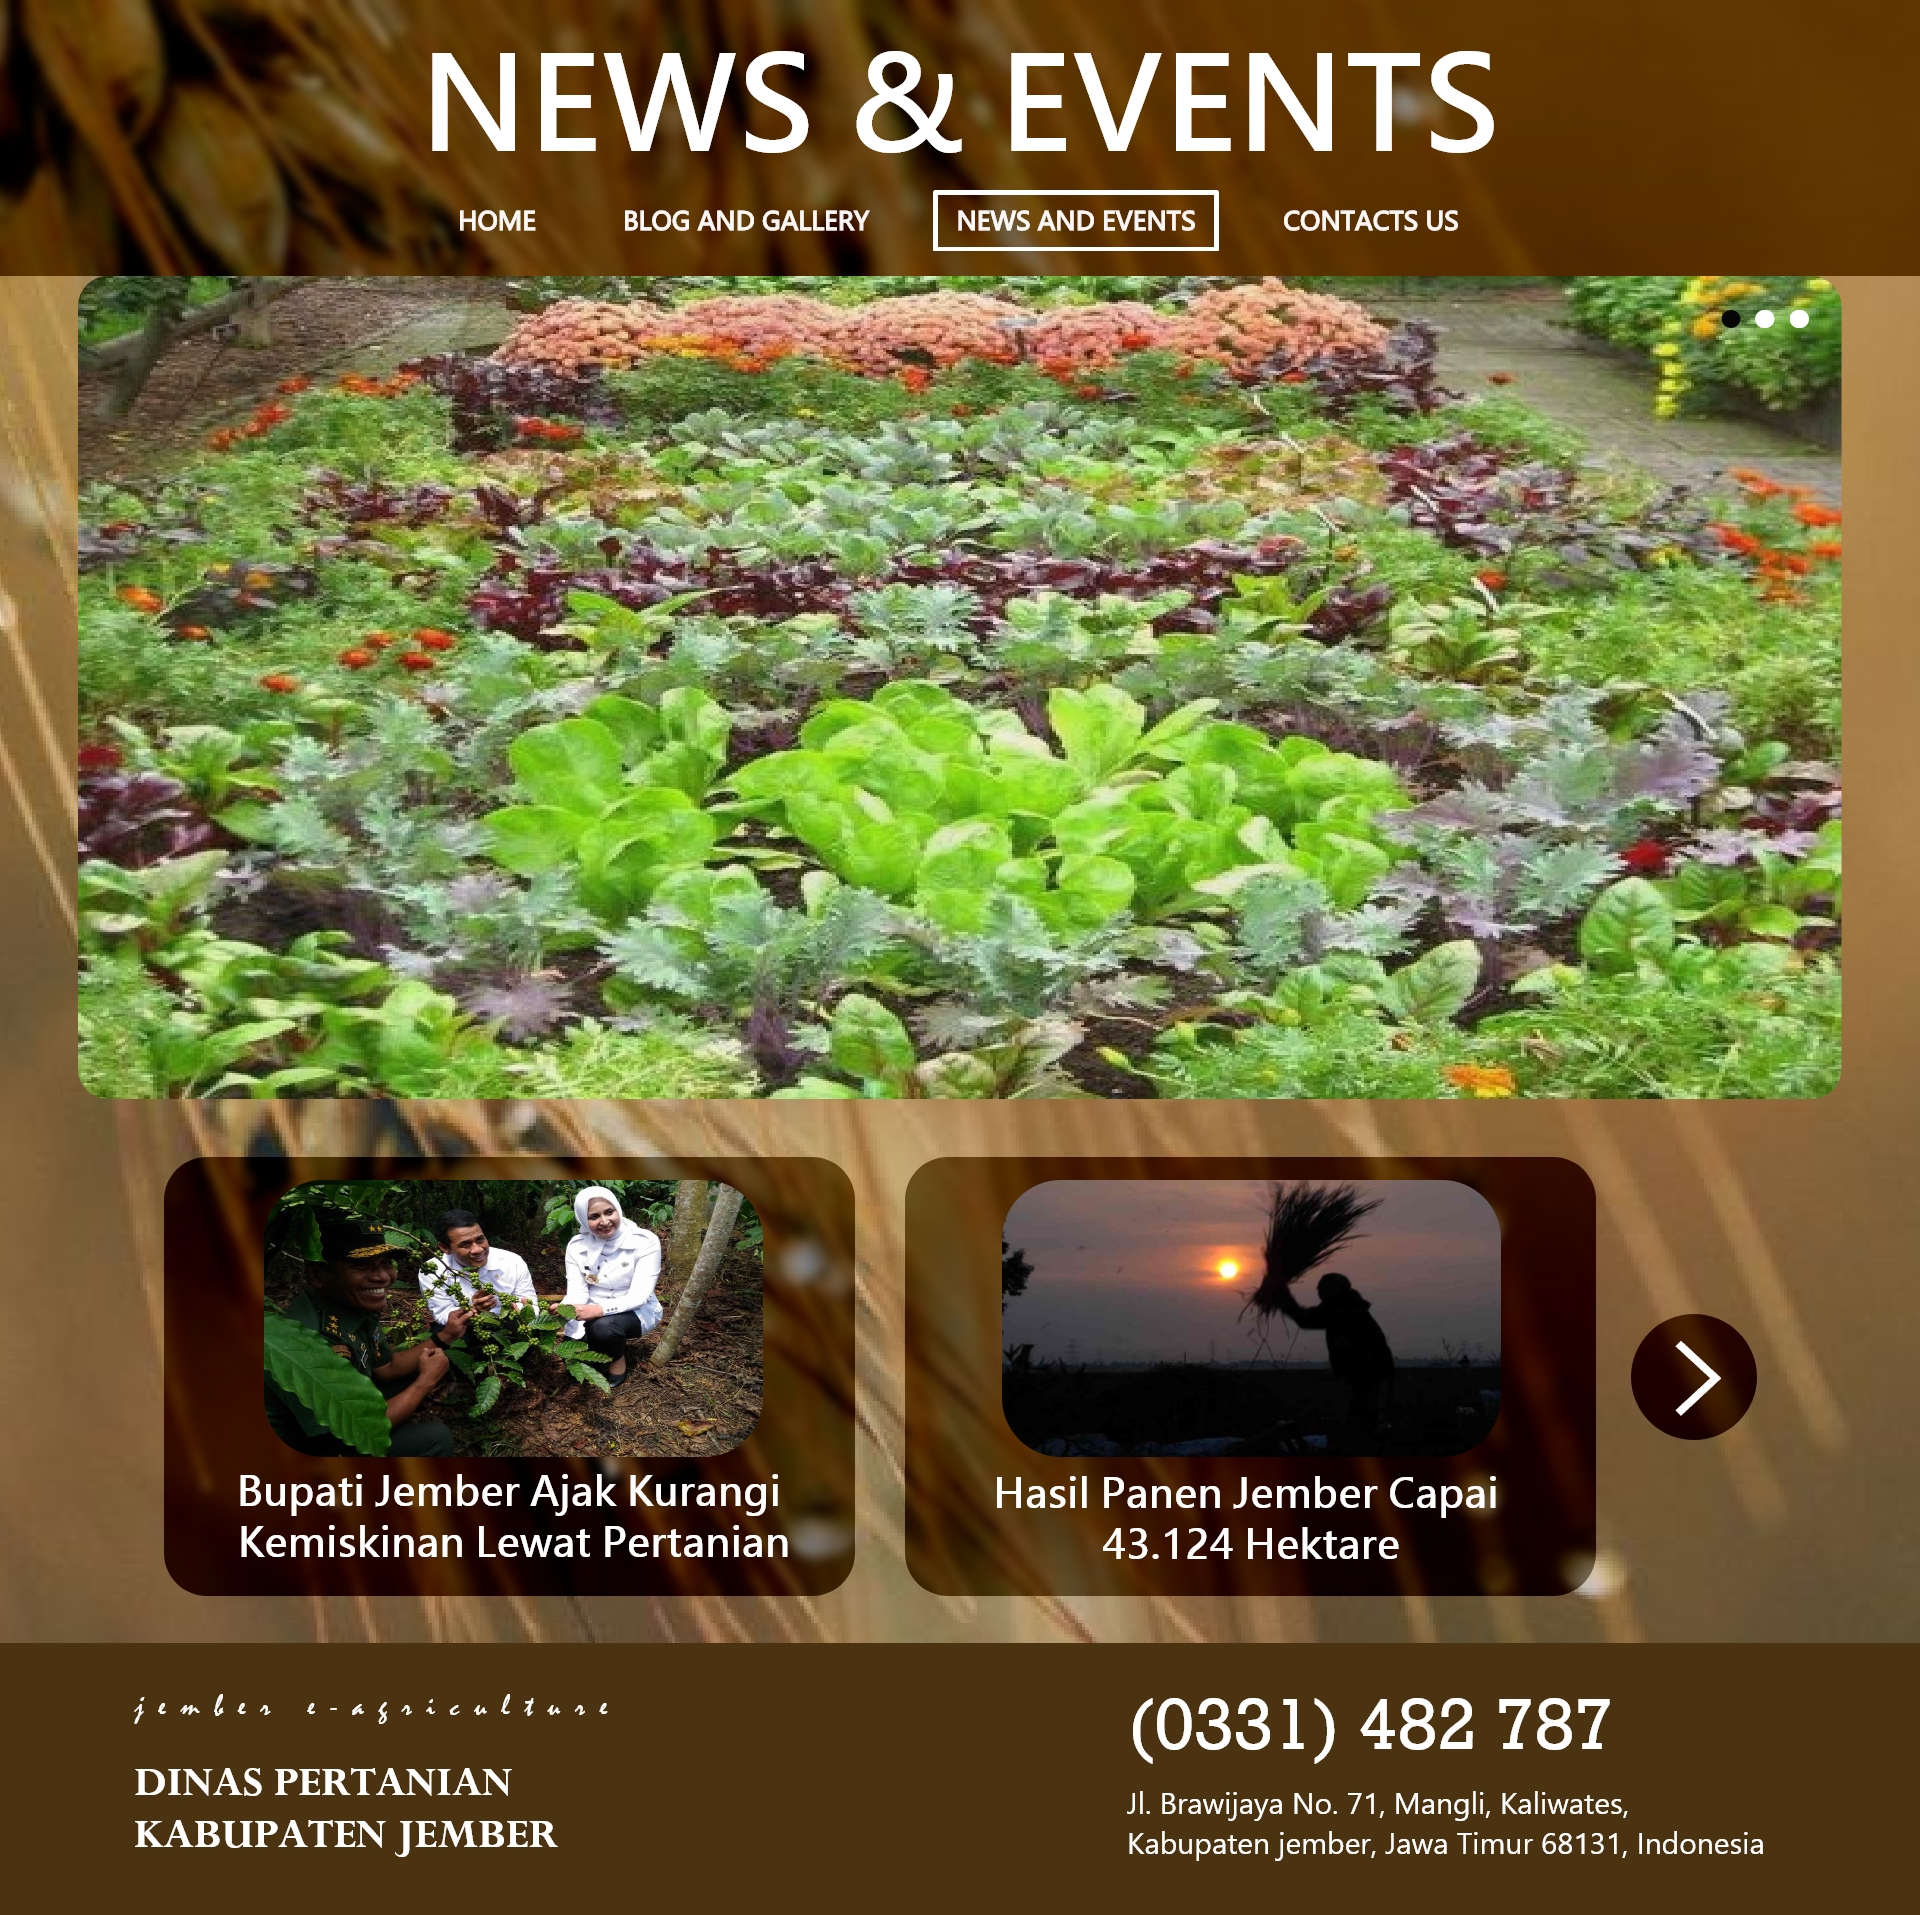 NEWS & EVENTS
HOME
BLOG AND GALLERY
NEWS AND EVENTS
CONTACTS US
Bupati Jember Ajak Kurangi
Kemiskinan Lewat Pertanian
Hasil Panen Jember Capai
43.124 Hektare
jember e-agriculture
DINAS PERTANIAN
KABUPATEN JEMBER
(0331) 482 787
Jl. Brawijaya No. 71, Mangli, Kaliwates,
Kabupaten jember, Jawa Timur 68131, Indonesia